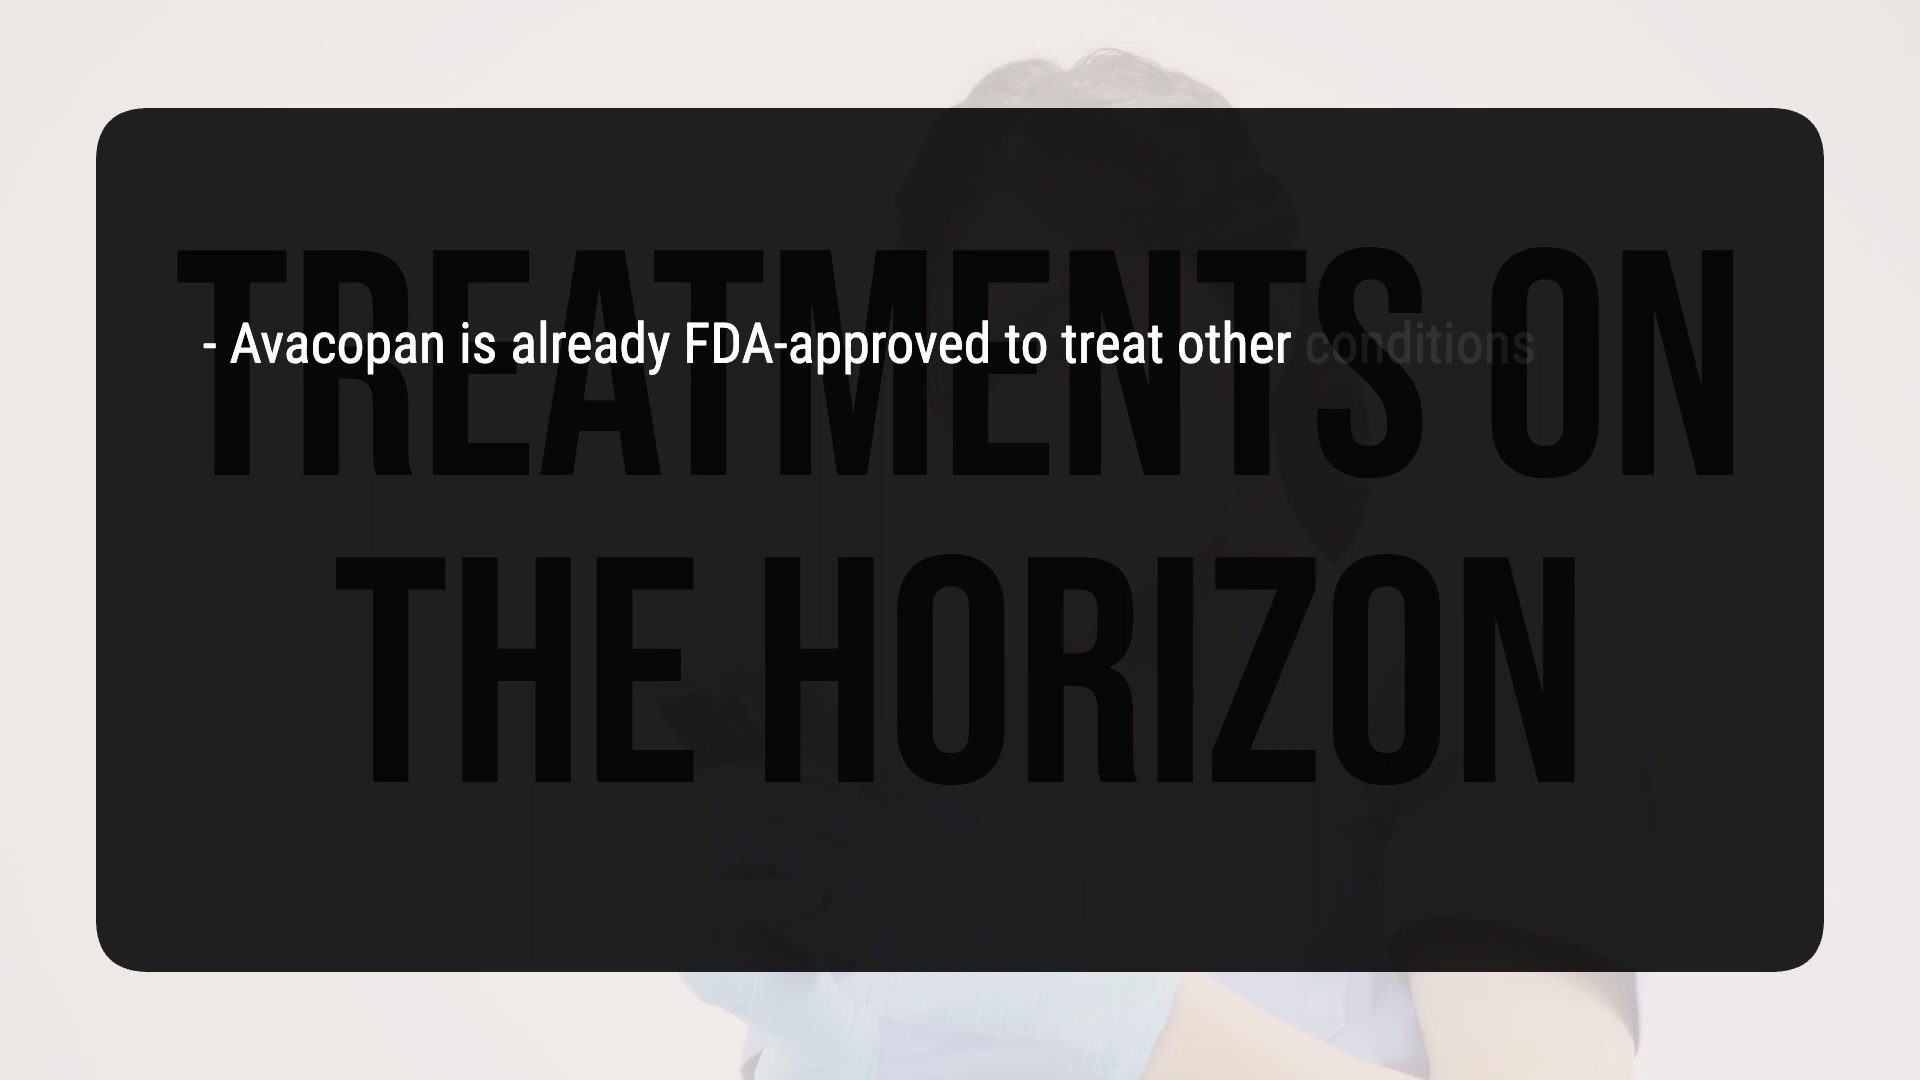 TREATMENTS ON
- Avacopan is already FDA-approved to treat other conditions
THE HORIZON